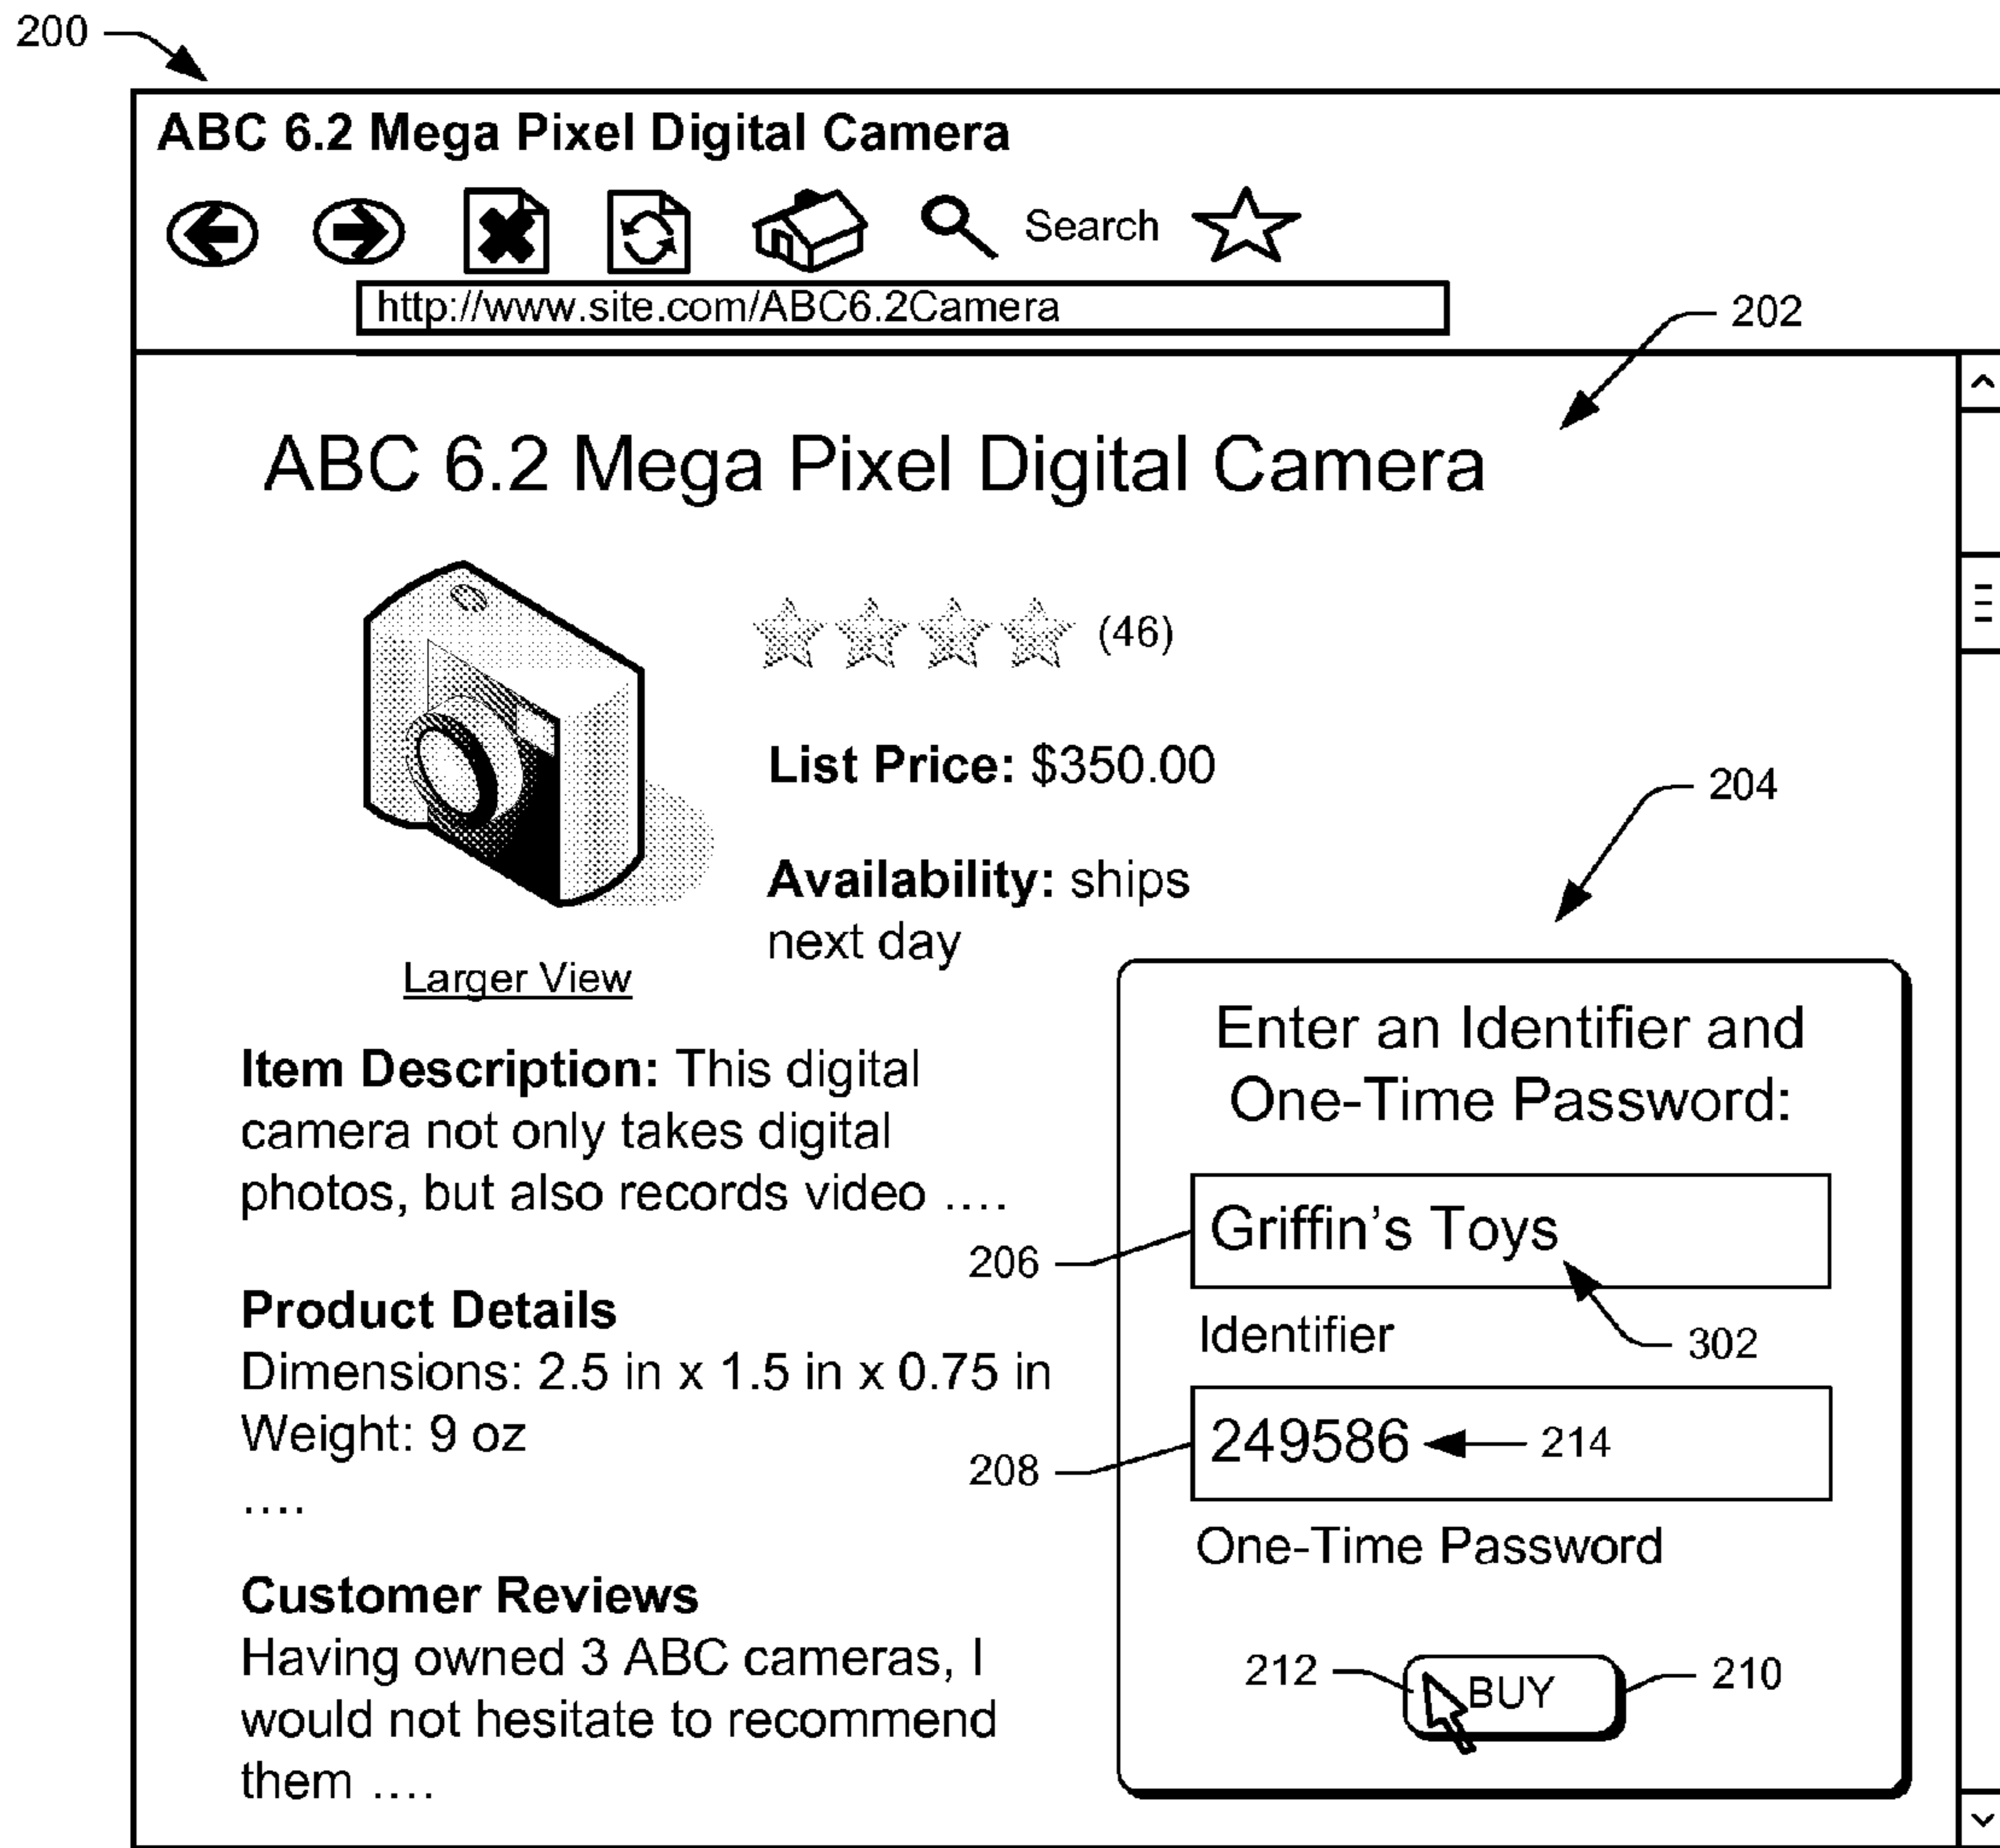 200
ABC 6.2 Mega Pixel Digital Camera
Search
http://www.site.com/ABC6.2Camera
202
ABC 6.2 Mega Pixel Digital Camera
(46)
List Price: $350.00
204
Availability: ships
next day
Larger View
Item Description: This digital
camera not only takes digital
photos, but also records video ....
Product Details
Dimensions: 2.5 in x 1.5 in x 0.75 in
Weight: 9 oz
....
Customer Reviews
Having owned 3 ABC cameras, I
would not hesitate to recommend
them ....
Enter an Identifier and
One-Time Password:
206
Griffin's Toys
Identifier
302
208
249586
214
One-Time Password
212
BUY
210